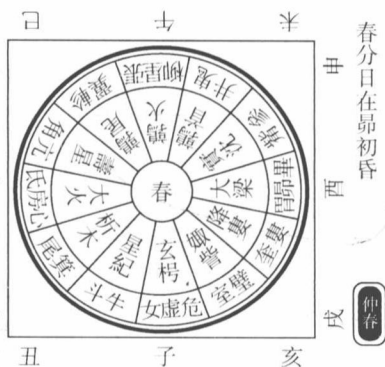 春分日在昴初昏
仲春
巳 午 未
申
酉
戌
丑 子 亥
柳星張
井鬼
觜參
胃昴畢
奎婁
室壁
女虛危
斗牛
尾箕
氐房心
角亢
翼軫
鶉火
鶉首
實沈
大梁
降婁
娵訾
玄枵
星紀
析木
大火
壽星
鶉尾
春